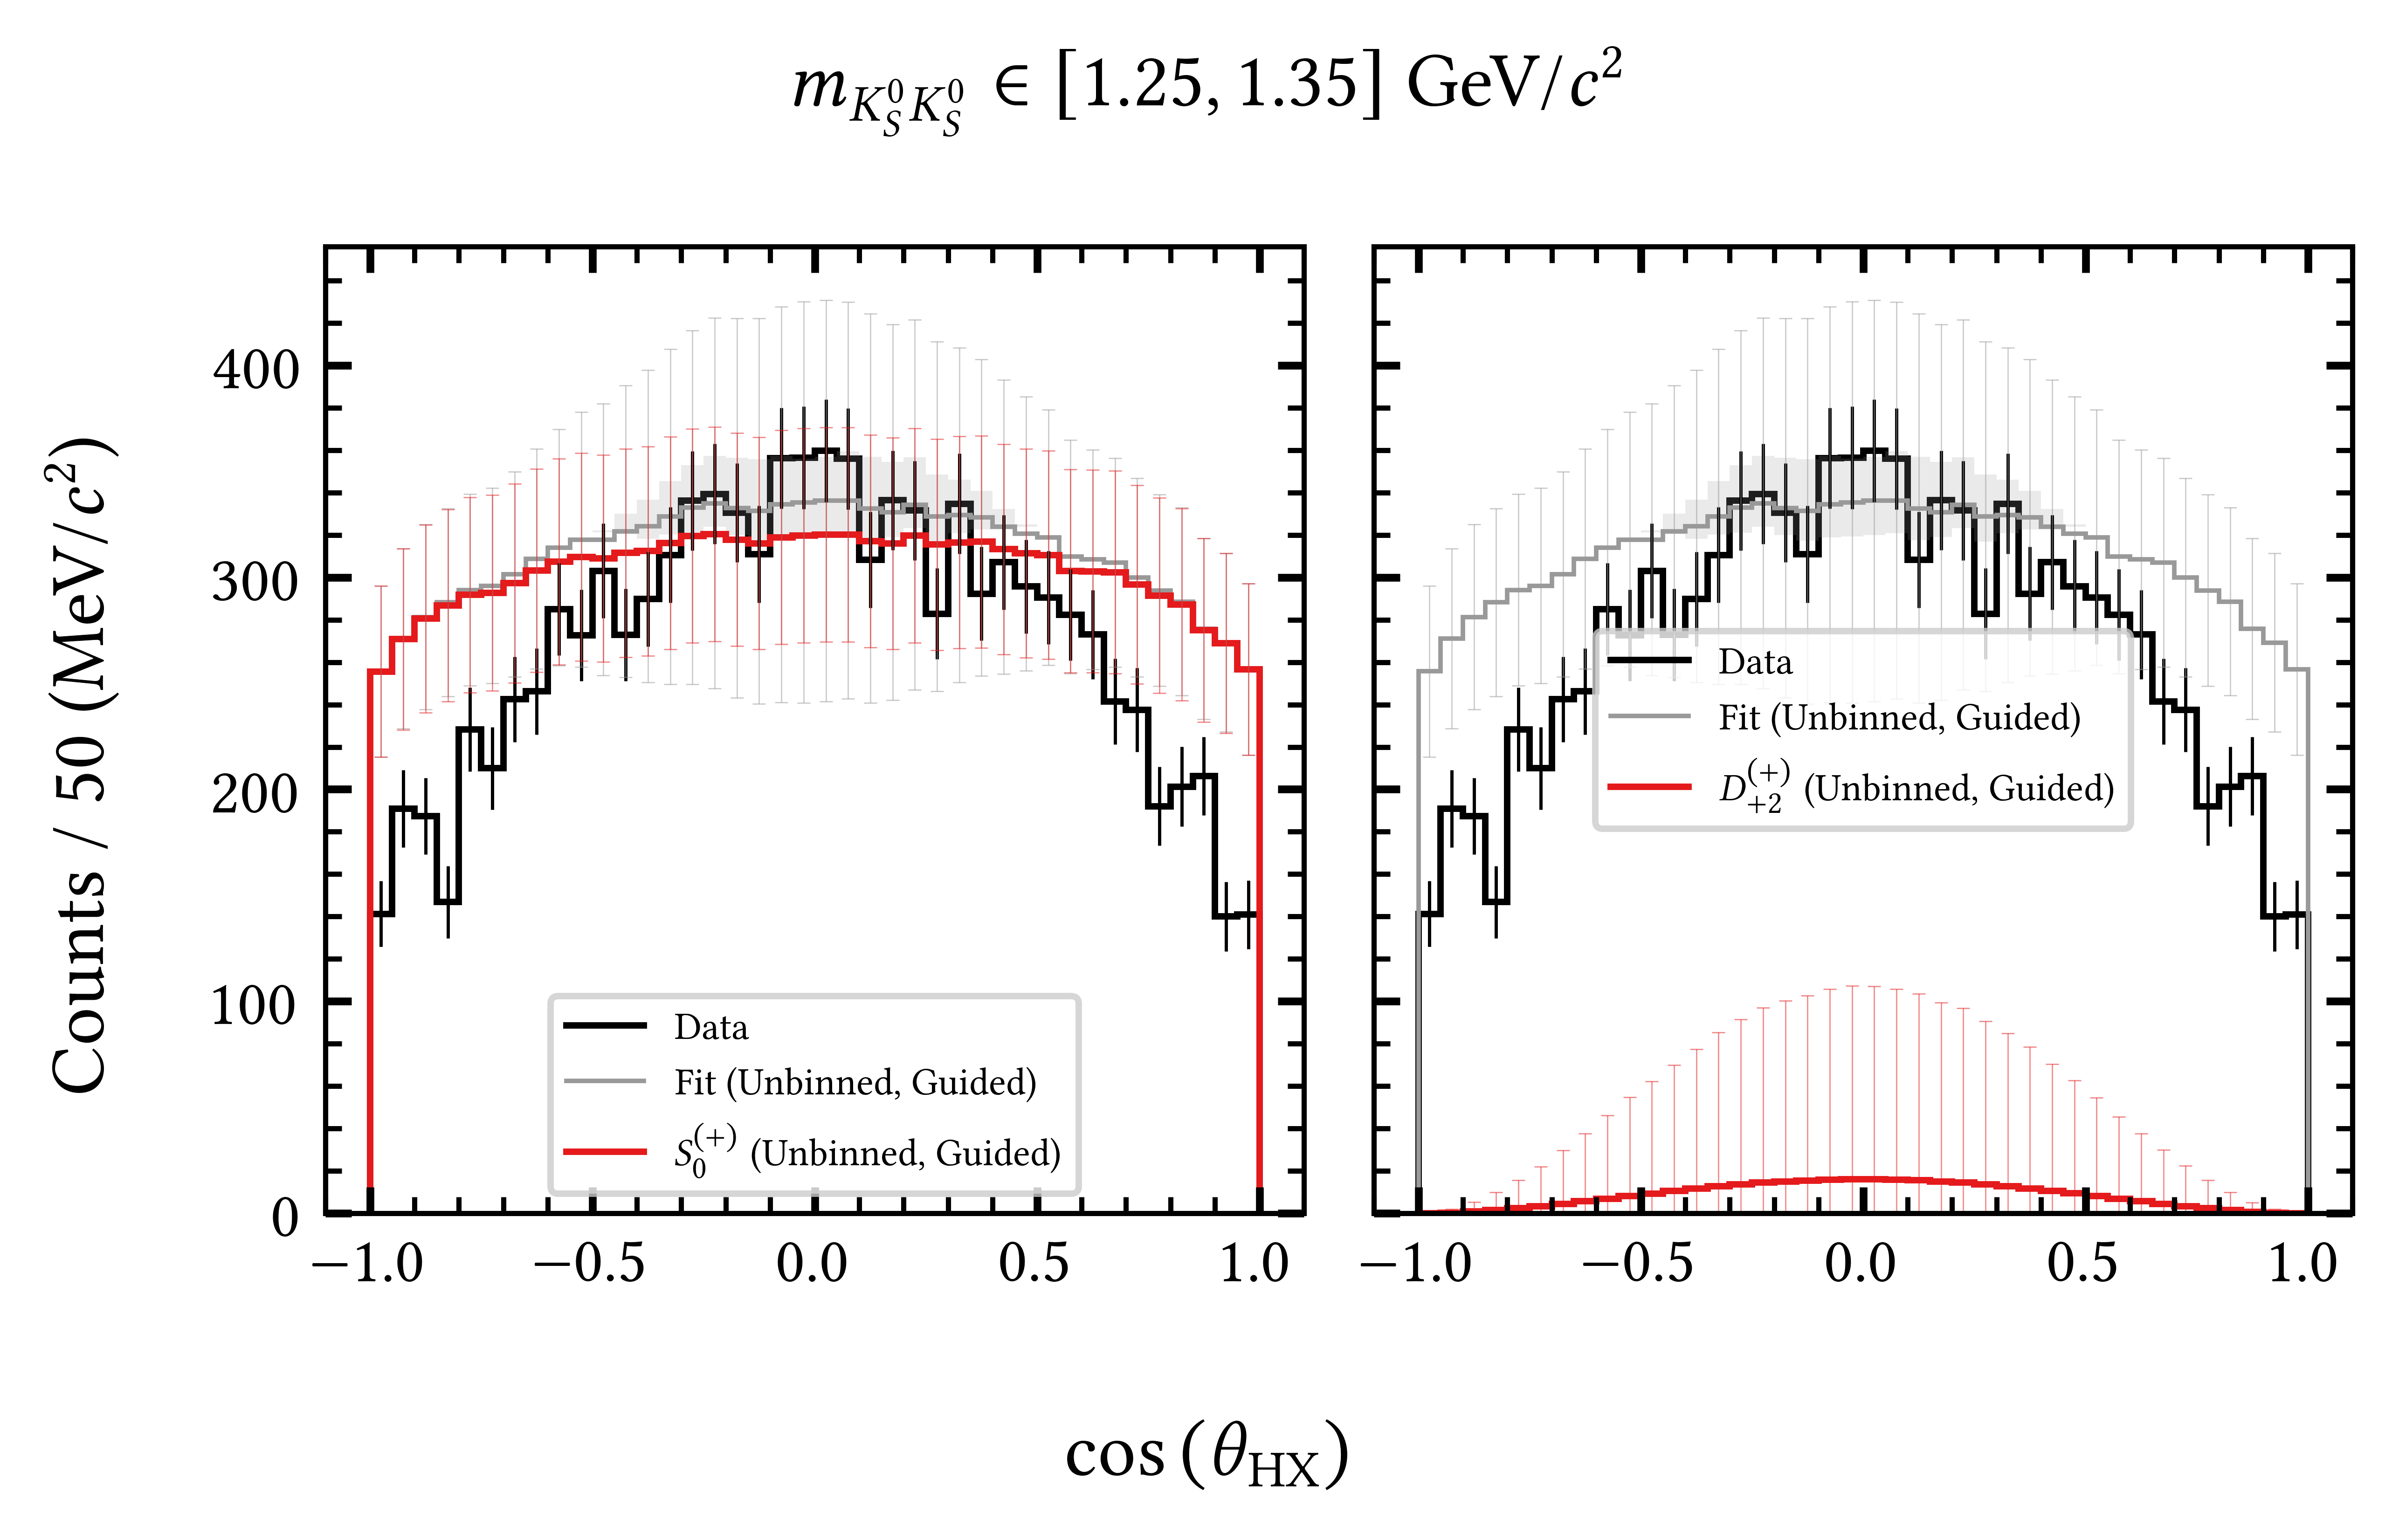 m_{K_S^0 K_S^0} ∈ [1.25, 1.35] GeV/c²
Counts / 50 (MeV/c²)
400
300
200
100
0
Data
Fit (Unbinned, Guided)
S_0^{(+)} (Unbinned, Guided)
−1.0 −0.5 0.0 0.5 1.0
Data
Fit (Unbinned, Guided)
D_{+2}^{(+)} (Unbinned, Guided)
−1.0 −0.5 0.0 0.5 1.0
cos (θ_HX)